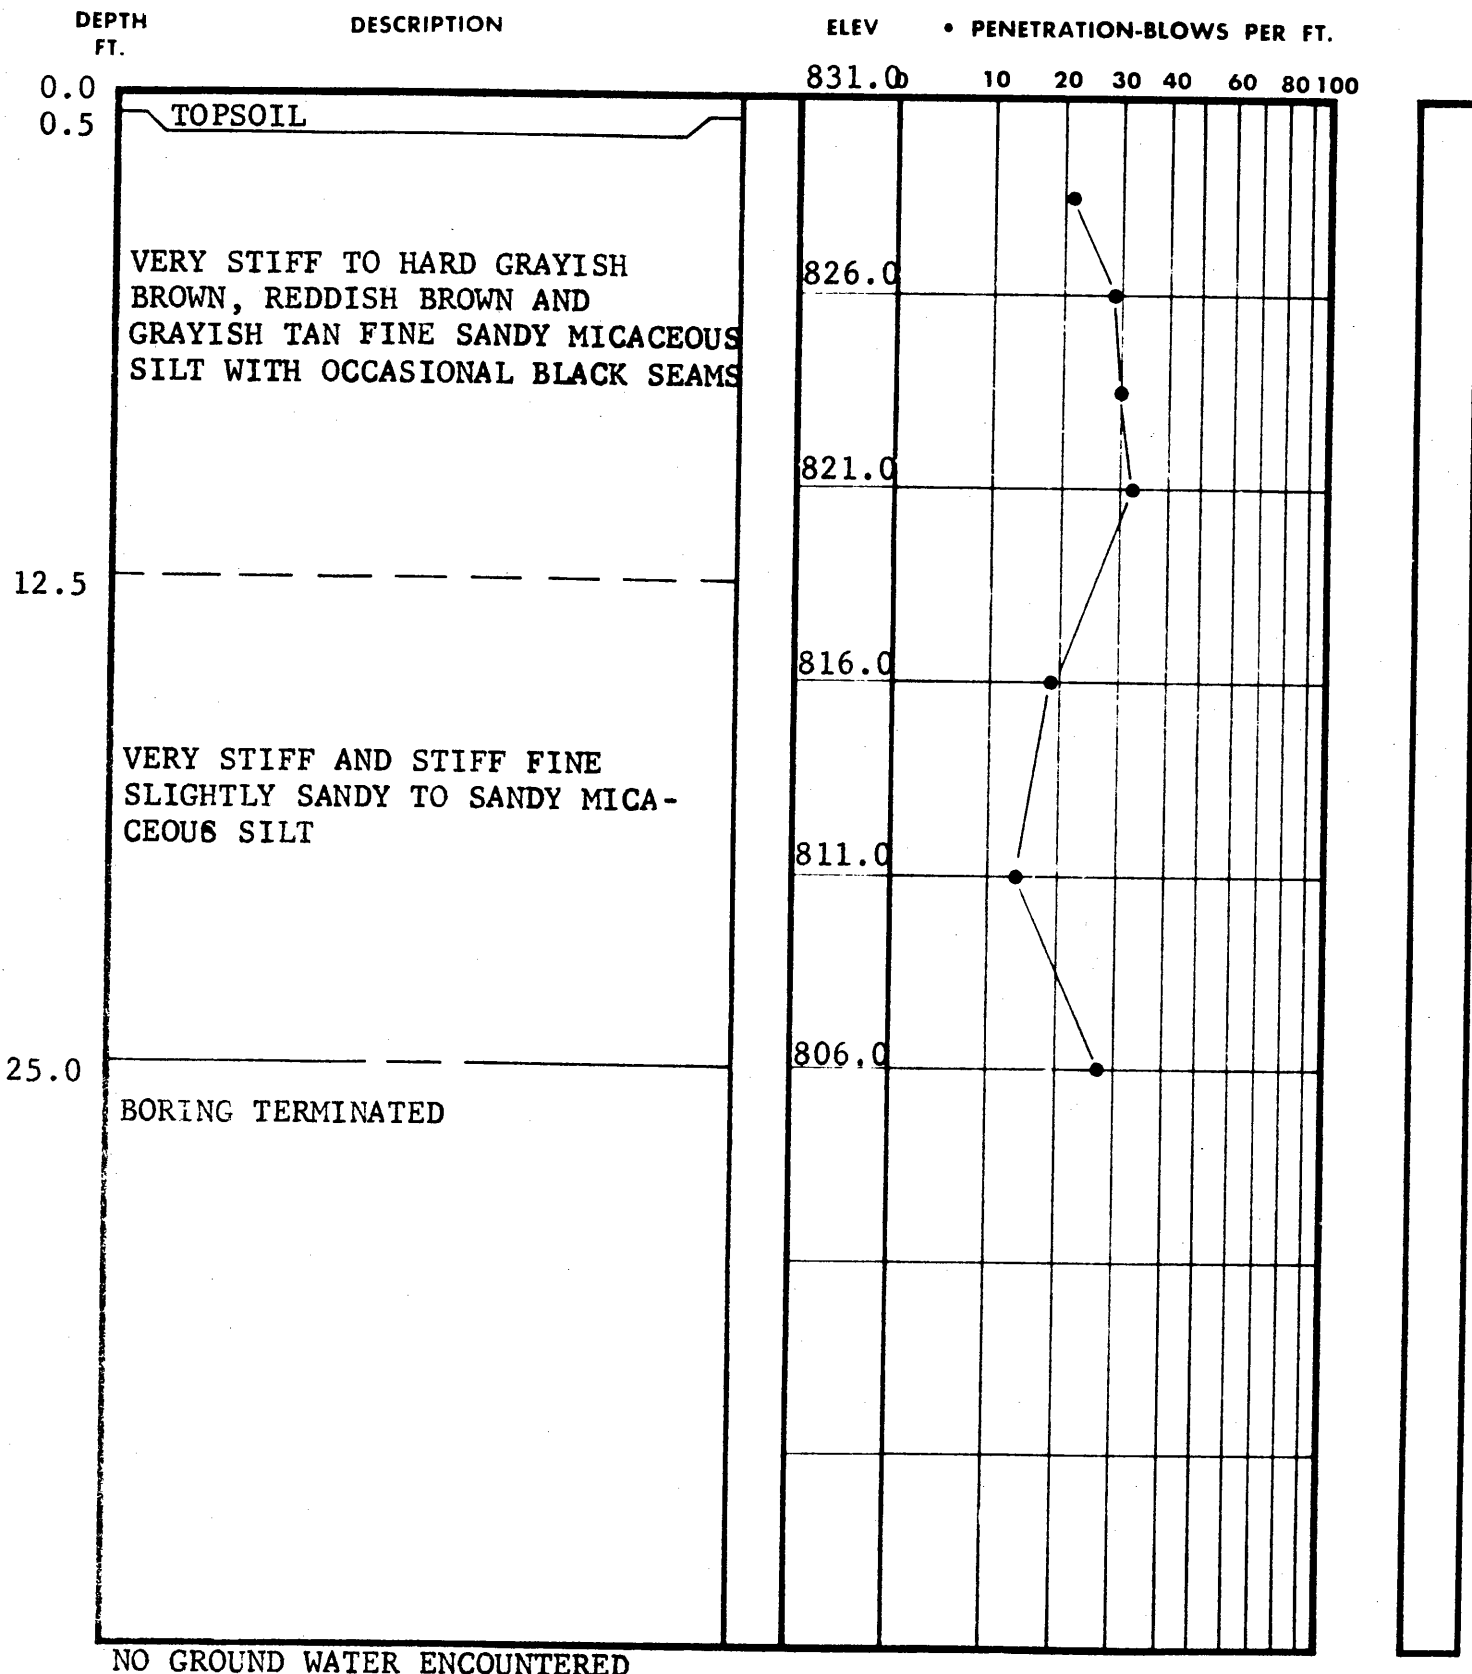 DEPTH FT. DESCRIPTION ELEV • PENETRATION-BLOWS PER FT.
0.0 831.0 0 10 20 30 40 60 80 100
0.5 TOPSOIL
VERY STIFF TO HARD GRAYISH
BROWN, REDDISH BROWN AND
826.0
GRAYISH TAN FINE SANDY MICACEOUS
SILT WITH OCCASIONAL BLACK SEAMS
821.0
12.5
816.0
VERY STIFF AND STIFF FINE
SLIGHTLY SANDY TO SANDY MICA-
CEOUS SILT
811.0
25.0 806.0
BORING TERMINATED
NO GROUND WATER ENCOUNTERED